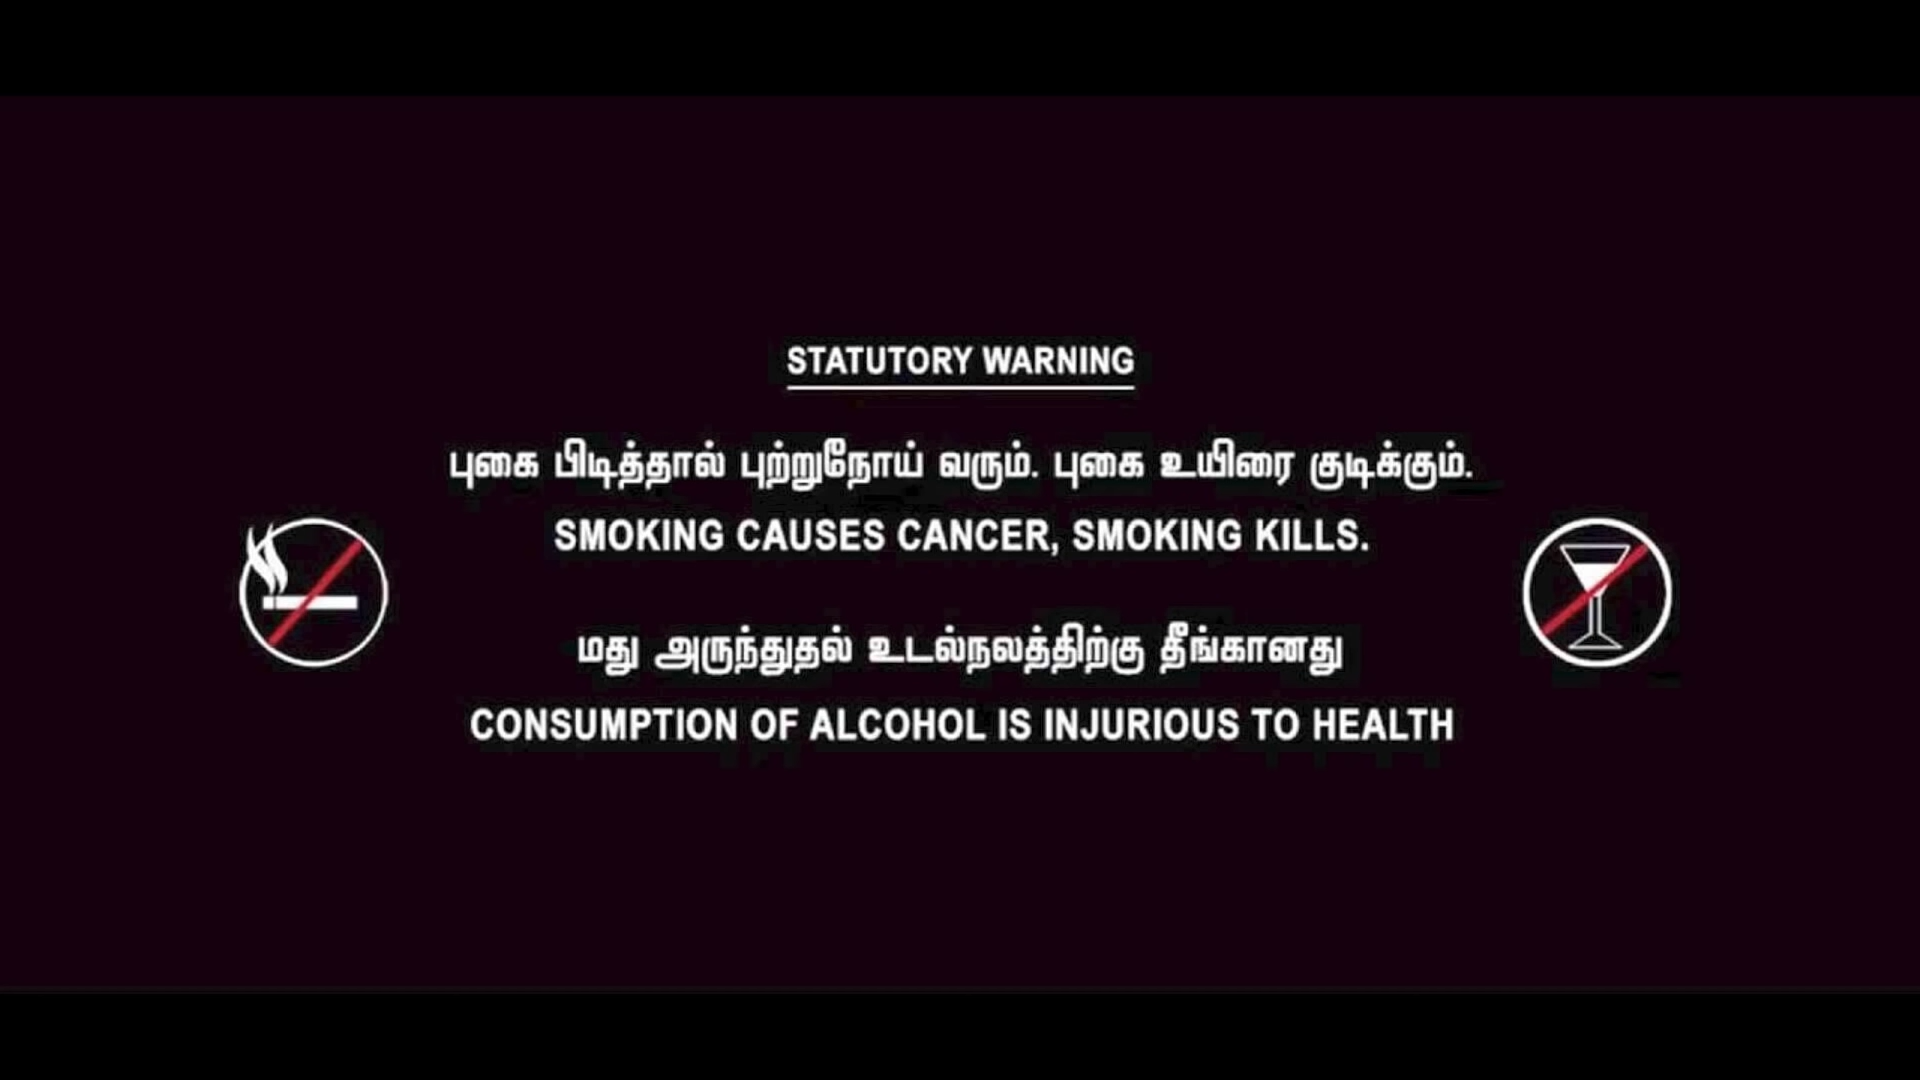 STATUTORY WARNING
புகை பிடித்தால் புற்றுநோய் வரும். புகை உயிரை குடிக்கும்.
SMOKING CAUSES CANCER, SMOKING KILLS.
மது அருந்துதல் உடல்நலத்திற்கு தீங்கானது
CONSUMPTION OF ALCOHOL IS INJURIOUS TO HEALTH